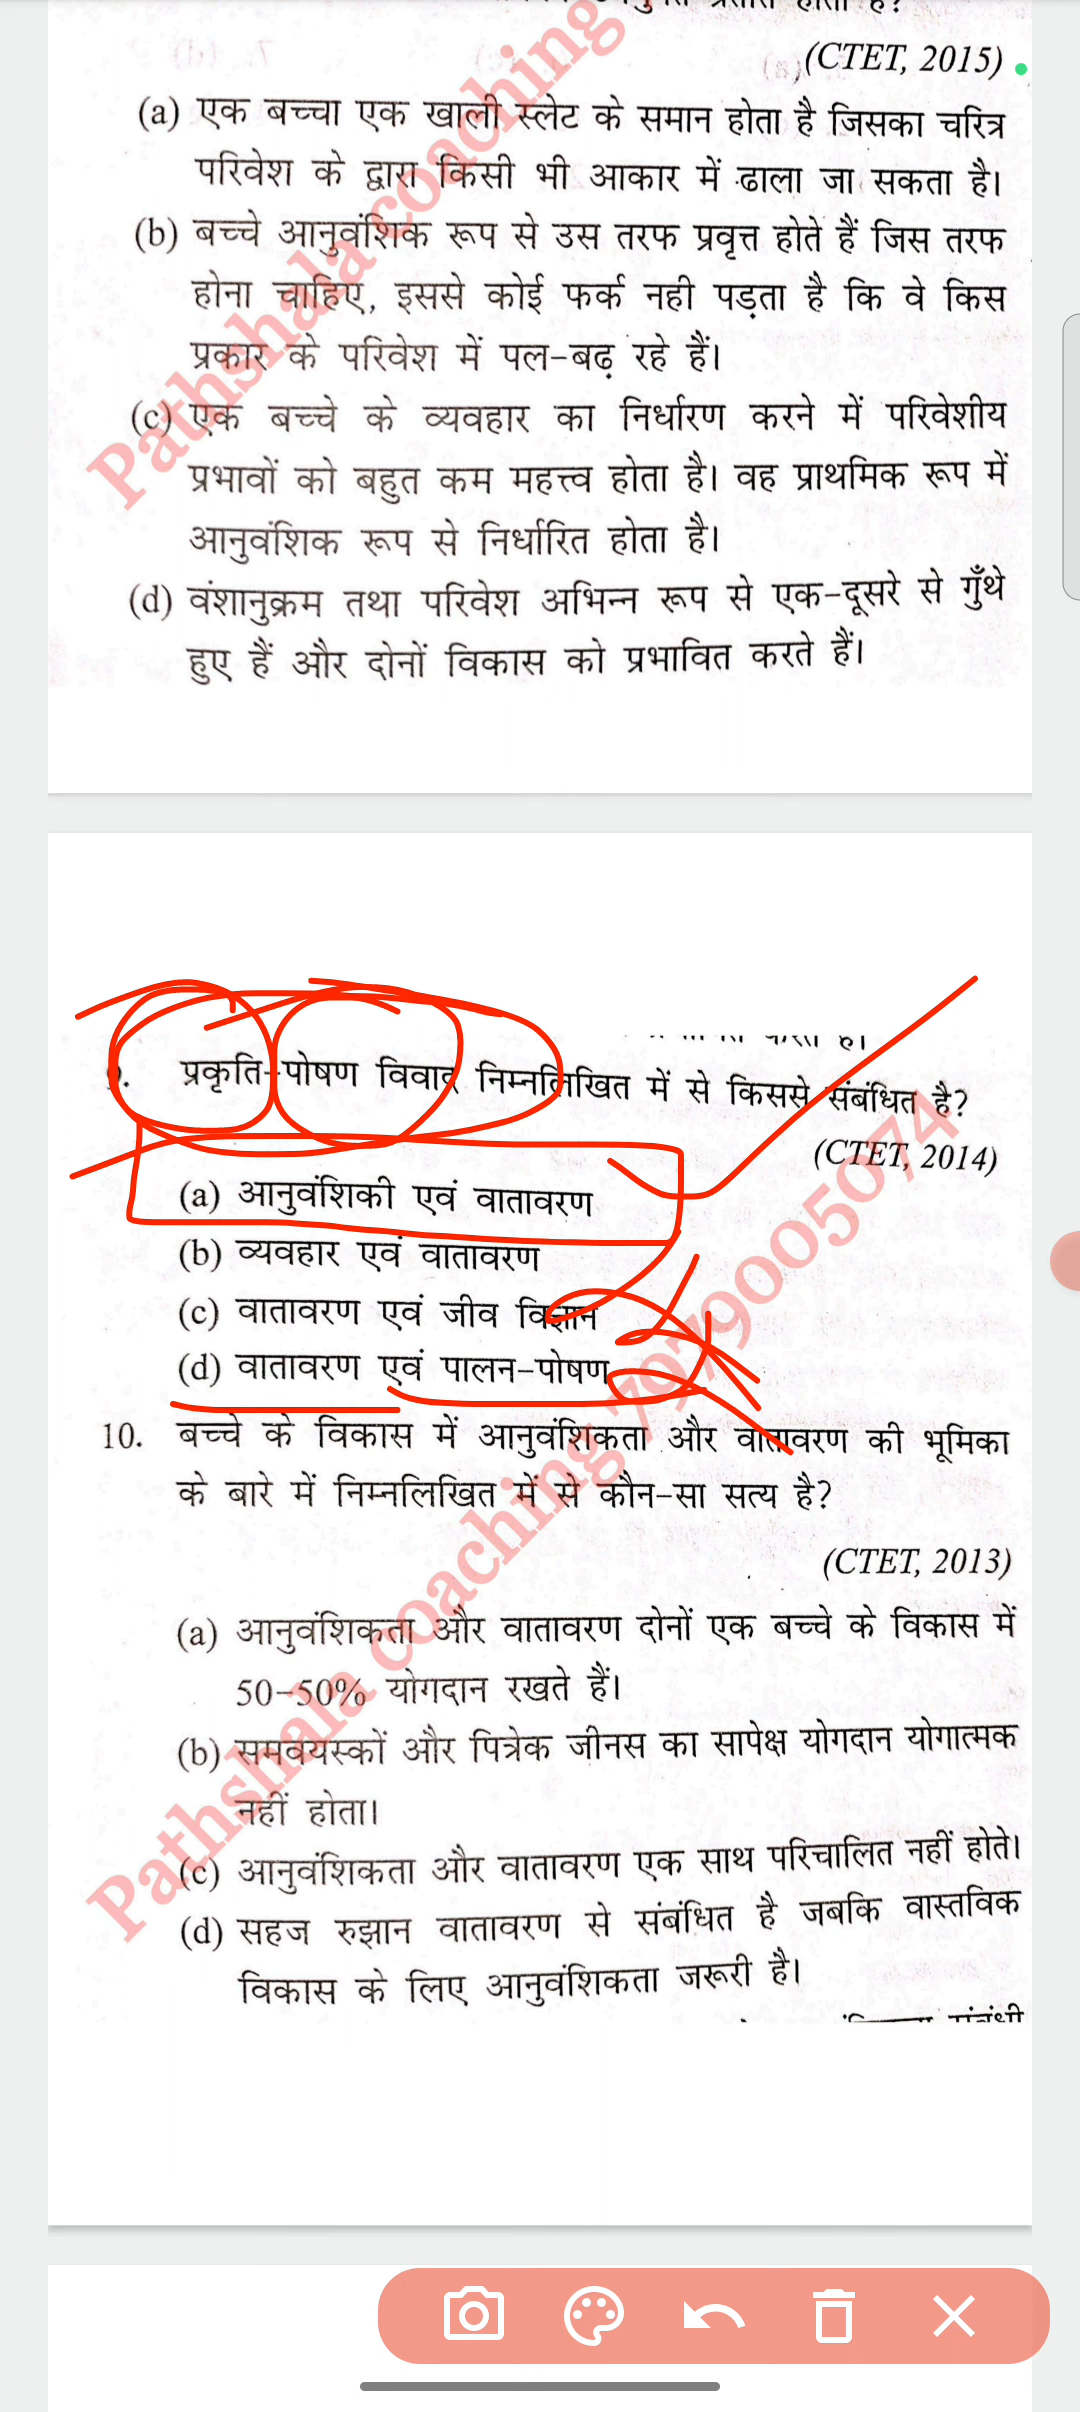 (CTET, 2015)
(a) एक बच्चा एक खाली स्लेट के समान होता है जिसका चरित्र
परिवेश के द्वारा किसी भी आकार में ढाला जा सकता है।
(b) बच्चे आनुवंशिक रूप से उस तरफ प्रवृत्त होते हैं जिस तरफ
होना चाहिए, इससे कोई फर्क नही पड़ता है कि वे किस
प्रकार के परिवेश में पल-बढ़ रहे हैं।
(c) एक बच्चे के व्यवहार का निर्धारण करने में परिवेशीय
प्रभावों को बहुत कम महत्त्व होता है। वह प्राथमिक रूप में
आनुवंशिक रूप से निर्धारित होता है।
(d) वंशानुक्रम तथा परिवेश अभिन्न रूप से एक-दूसरे से गुँथे
हुए हैं और दोनों विकास को प्रभावित करते हैं।
Pathshala coaching
9. प्रकृति-पोषण विवाद निम्नलिखित में से किससे संबंधित है?
(CTET, 2014)
(a) आनुवंशिकी एवं वातावरण
(b) व्यवहार एवं वातावरण
(c) वातावरण एवं जीव विज्ञान
(d) वातावरण एवं पालन-पोषण
10. बच्चे के विकास में आनुवंशिकता और वातावरण की भूमिका
के बारे में निम्नलिखित में से कौन-सा सत्य है?
(CTET, 2013)
(a) आनुवंशिकता और वातावरण दोनों एक बच्चे के विकास में
50-50% योगदान रखते हैं।
(b) समवयस्कों और पित्रेक जीनस का सापेक्ष योगदान योगात्मक
नहीं होता।
(c) आनुवंशिकता और वातावरण एक साथ परिचालित नहीं होते।
(d) सहज रुझान वातावरण से संबंधित है जबकि वास्तविक
विकास के लिए आनुवंशिकता जरूरी है।
Pathshala coaching 7979005074